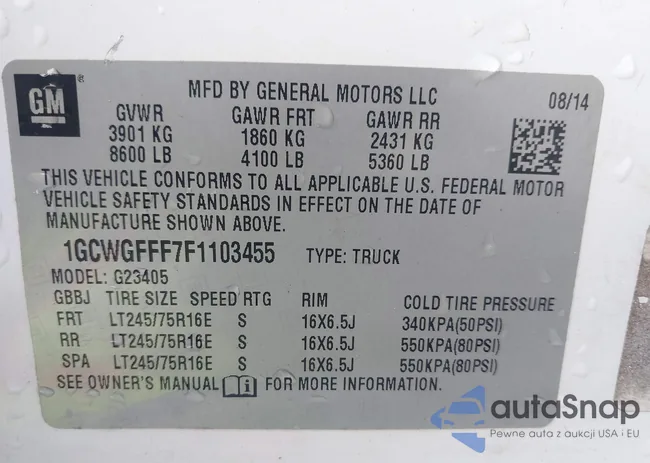 GM ®
MFD BY GENERAL MOTORS LLC 08/14
GVWR GAWR FRT GAWR RR
3901 KG 1860 KG 2431 KG
8600 LB 4100 LB 5360 LB
THIS VEHICLE CONFORMS TO ALL APPLICABLE U.S. FEDERAL MOTOR
VEHICLE SAFETY STANDARDS IN EFFECT ON THE DATE OF
MANUFACTURE SHOWN ABOVE.
1GCWGFFF7F1103455 TYPE: TRUCK
MODEL: G23405
GBBJ TIRE SIZE SPEED RTG RIM COLD TIRE PRESSURE
FRT LT245/75R16E S 16X6.5J 340KPA(50PSI)
RR LT245/75R16E S 16X6.5J 550KPA(80PSI)
SPA LT245/75R16E S 16X6.5J 550KPA(80PSI)
SEE OWNER'S MANUAL FOR MORE INFORMATION.
autaSnap
Pewne auta z aukcji USA i EU